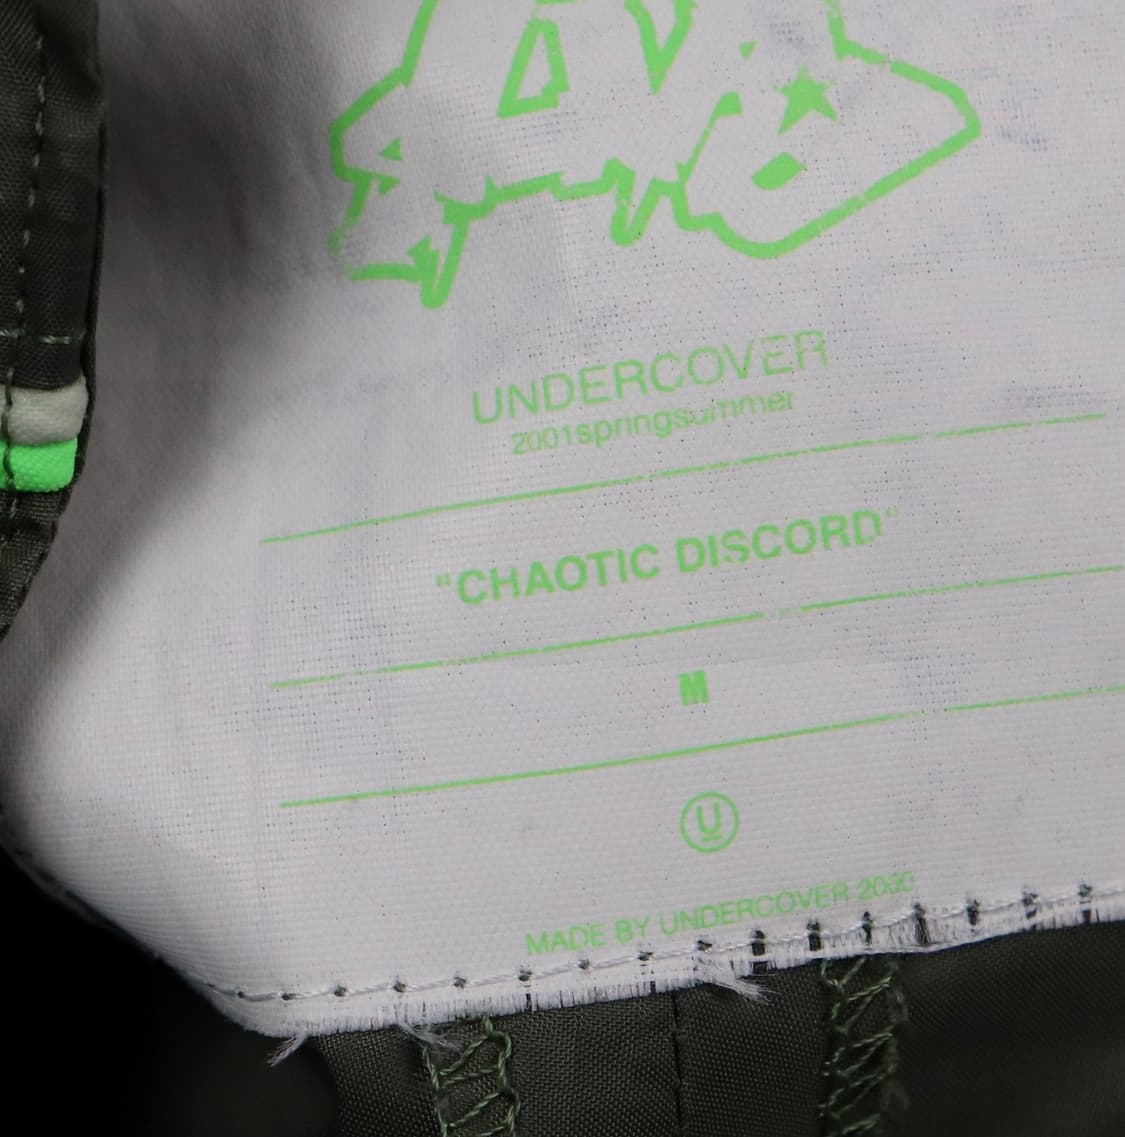 UNDERCOVER
2001springsummer
"CHAOTIC DISCORD"
M
U
MADE BY UNDERCOVER 2000